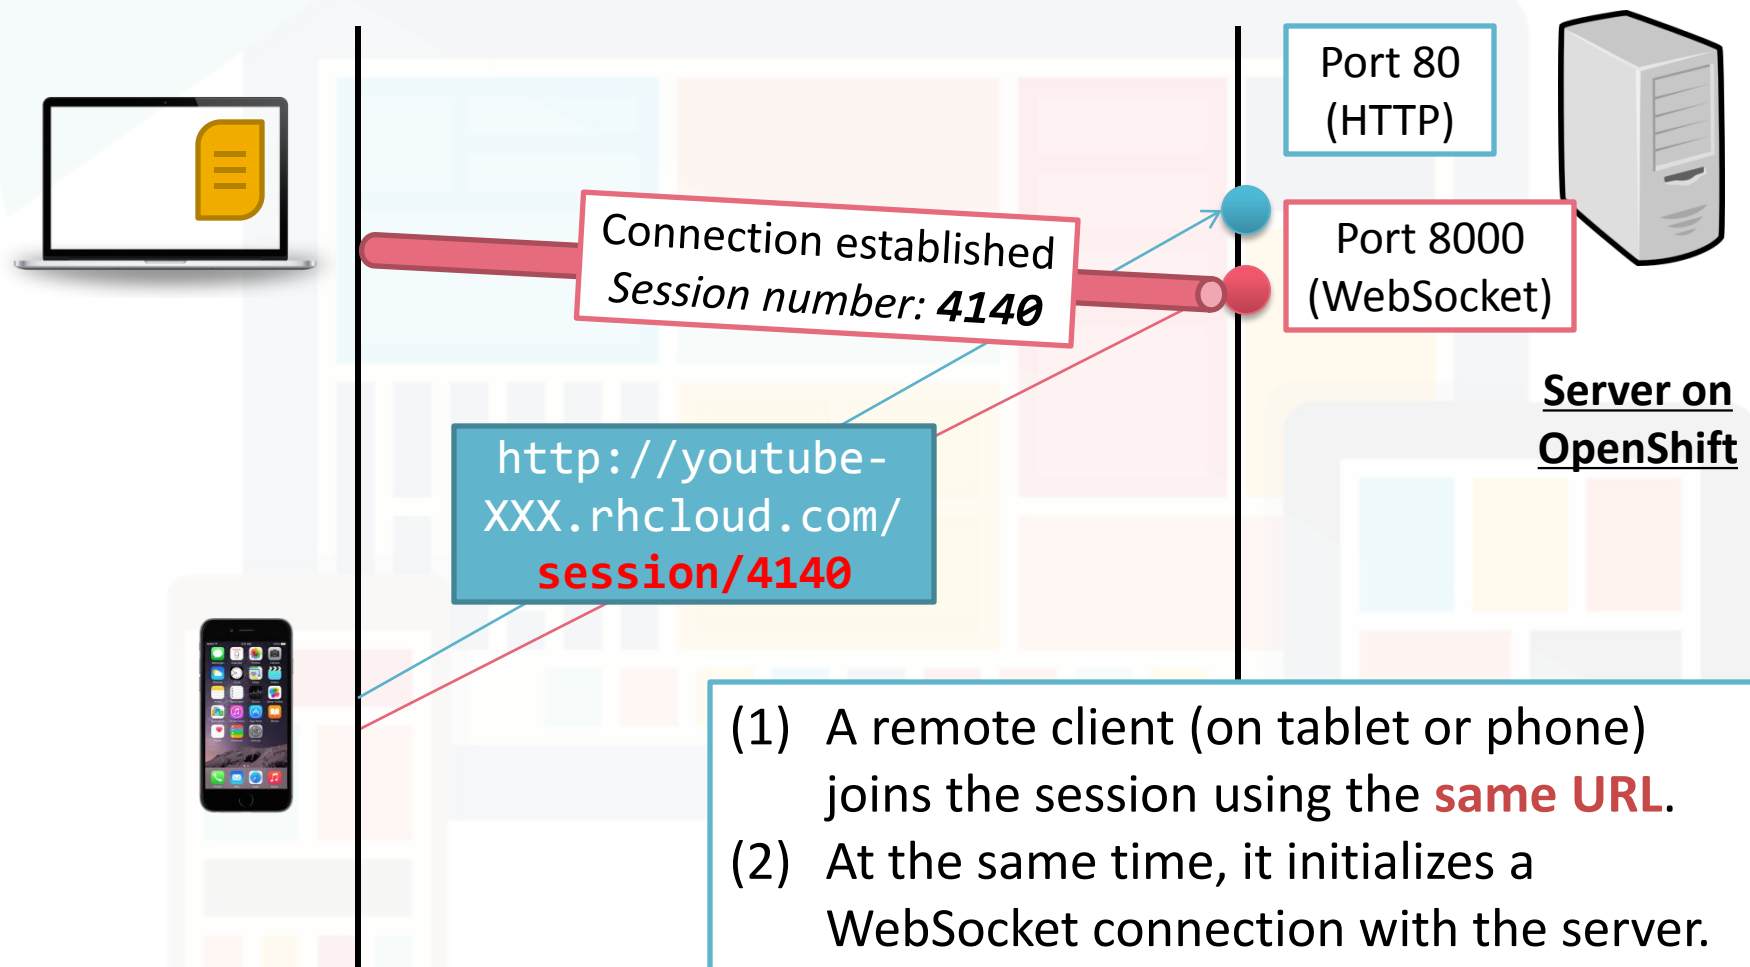 Port 80
(HTTP)
Connection established
Session number: 4140
Port 8000
(WebSocket)
Server on
OpenShift
http://youtube-
XXX.rhcloud.com/
session/4140
(1) A remote client (on tablet or phone)
joins the session using the same URL.
(2) At the same time, it initializes a
WebSocket connection with the server.